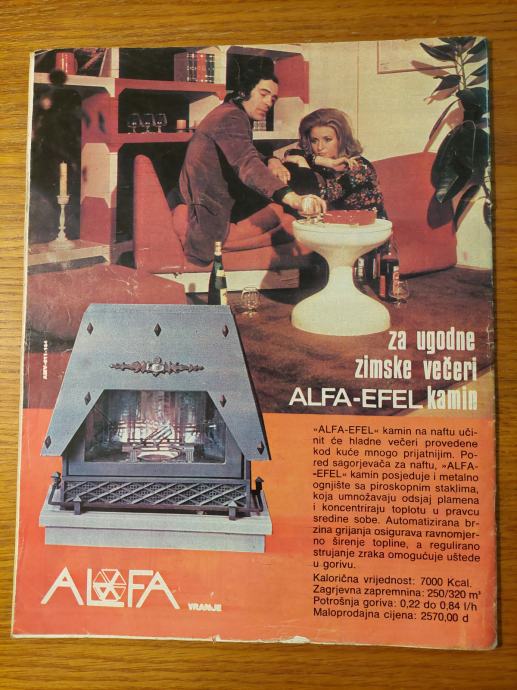 za ugodne
zimske večeri
ALFA-EFEL kamin
»ALFA-EFEL« kamin na naftu uči-
nit će hladne večeri provedene
kod kuće mnogo prijatnijim. Po-
red sagorjevača za naftu, »ALFA-
-EFEL« kamin posjeduje i metalno
ognjište sa piroskopnim staklima,
koja umnožavaju odsjaj plamena
i koncentriraju toplotu u pravcu
sredine sobe. Automatizirana br-
zina grijanja osigurava ravnomjer-
no širenje topline, a regulirano
strujanje zraka omogućuje uštede
u gorivu.
Kalorična vrijednost: 7000 Kcal.
Zagrjevna zapremnina: 250/320 m³
Potrošnja goriva: 0,22 do 0,84 l/h
Maloprodajna cijena: 2570,00 d
ALFA
VRANJE